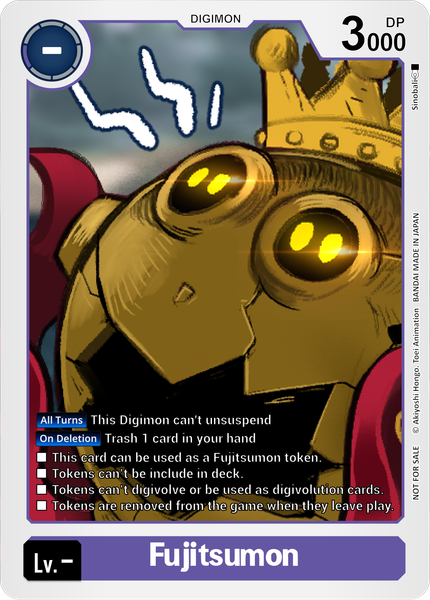 DIGIMON
-
3000
DP
Sinobali
All Turns This Digimon can't unsuspend
On Deletion Trash 1 card in your hand
This card can be used as a Fujitsumon token.
Tokens can't be include in deck.
Tokens can't digivolve or be used as digivolution cards.
Tokens are removed from the game when they leave play.
NOT FOR SALE © Akiyoshi Hongo. Toei Animation BANDAI MADE IN JAPAN
Lv.-
Fujitsumon